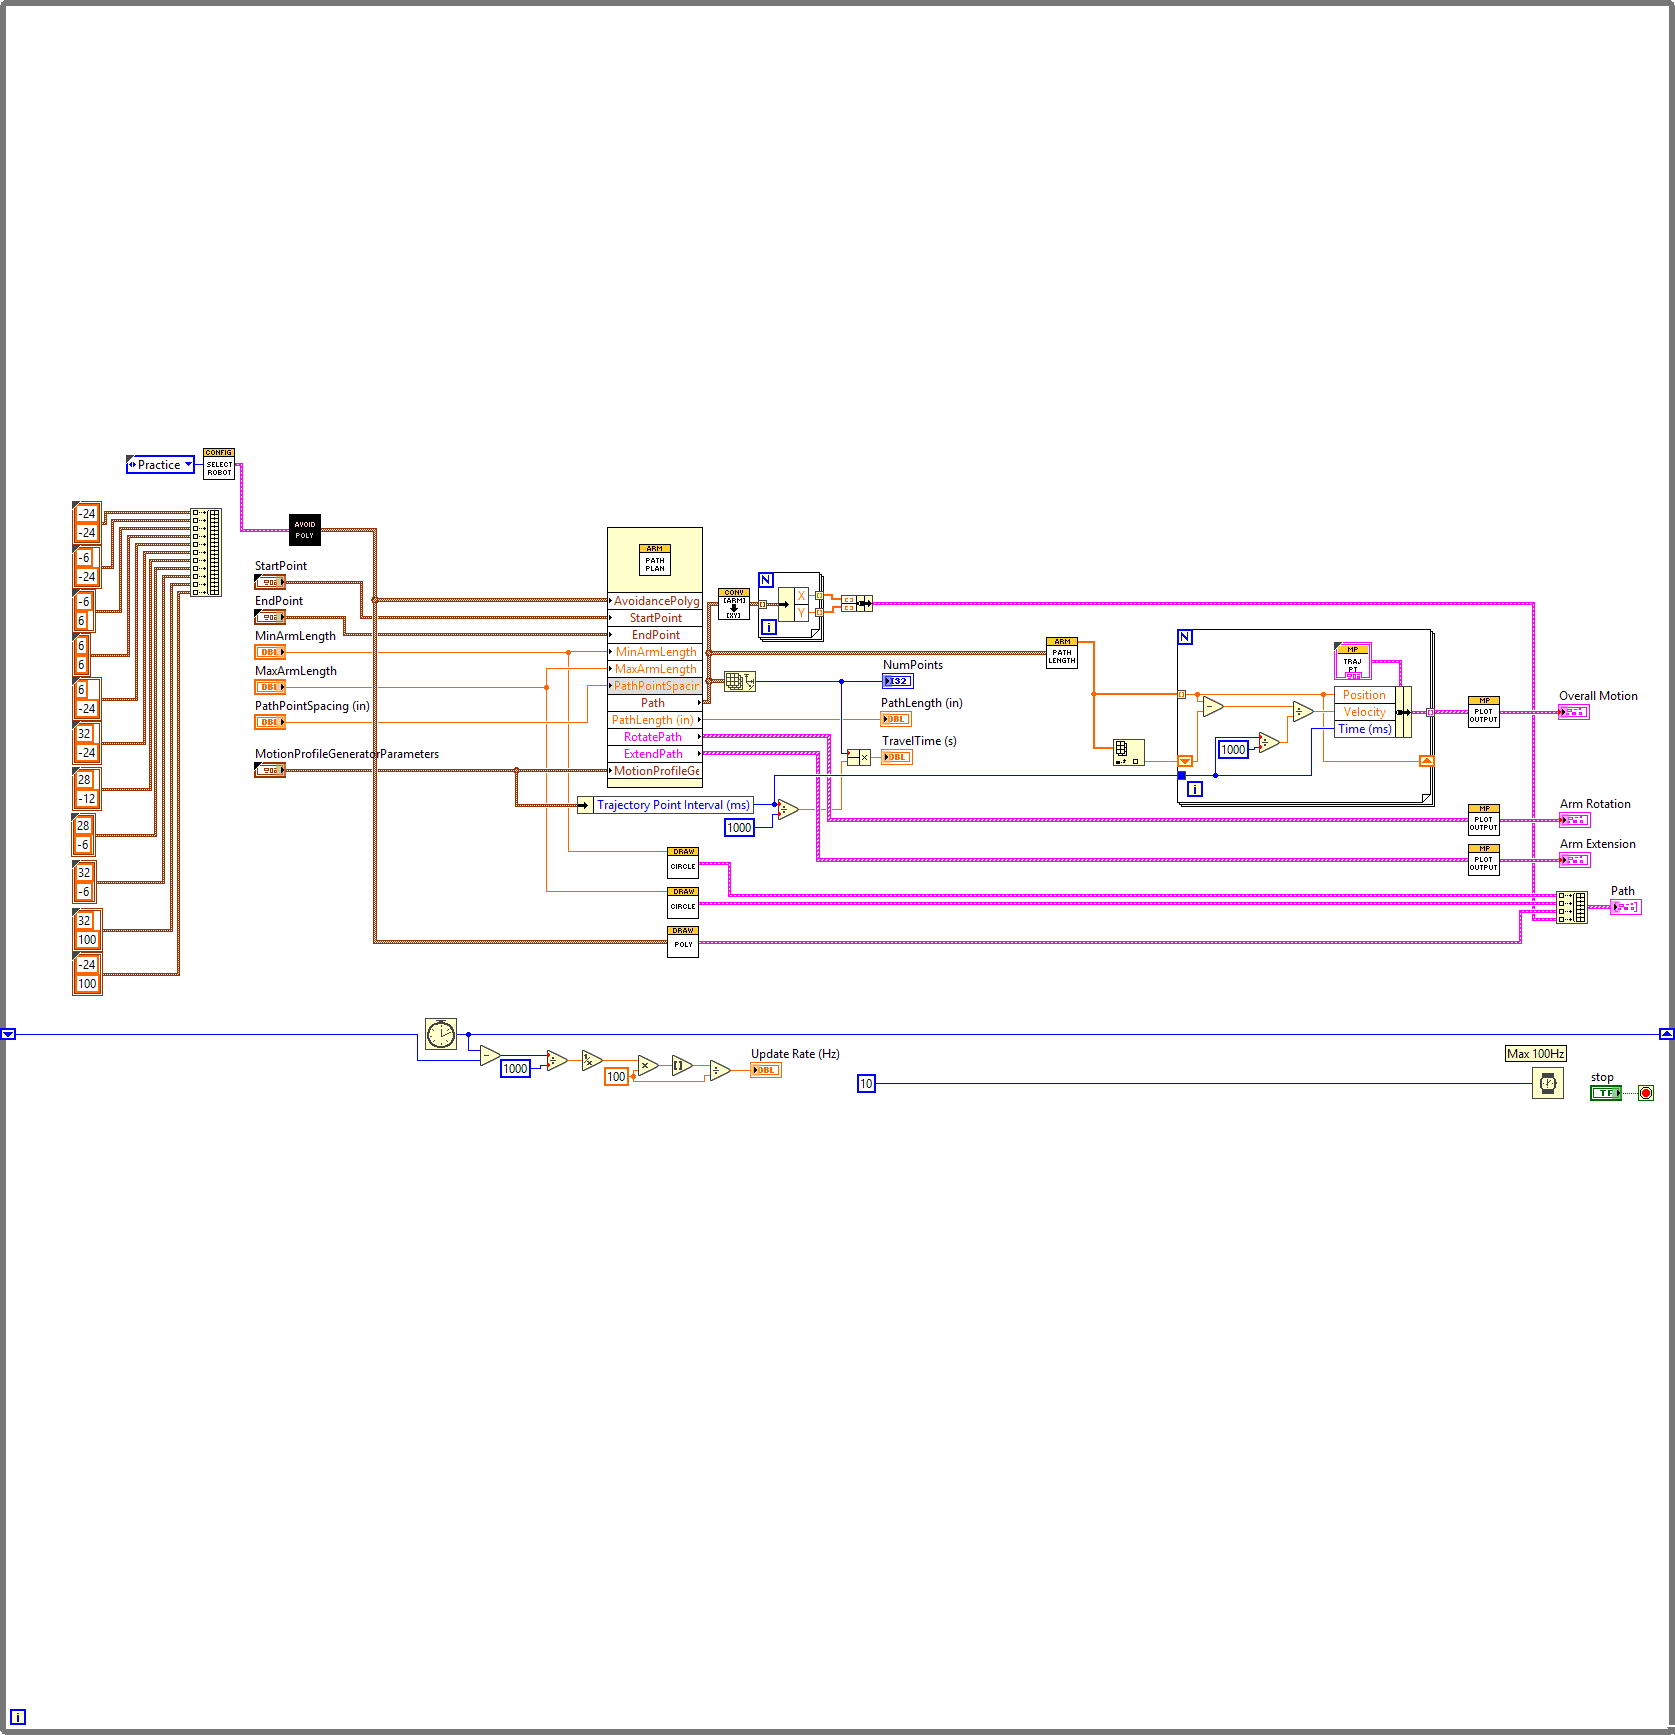 CONFIG
Practice
SELECT
ROBOT
-24
-24
-6
-24
-6
6
6
6
6
-24
32
-24
28
-12
28
-6
32
-6
32
100
-24
100
AVOID
POLY
StartPoint
EndPoint
MinArmLength
DBL
MaxArmLength
DBL
PathPointSpacing (in)
DBL
MotionProfileGeneratorParameters
ARM
PATH
PLAN
AvoidancePolyg
StartPoint
EndPoint
MinArmLength
MaxArmLength
PathPointSpacin
Path
PathLength (in)
RotatePath
ExtendPath
MotionProfileGe
Trajectory Point Interval (ms)
1000
CONV
[ARM]
[XY]
N
X
Y
i
NumPoints
I32
PathLength (in)
DBL
TravelTime (s)
DBL
ARM
PATH
LENGTH
N
MP
TRAJ
PT
Position
Velocity
Time (ms)
1000
i
MP
PLOT
OUTPUT
Overall Motion
MP
PLOT
OUTPUT
Arm Rotation
MP
PLOT
OUTPUT
Arm Extension
DRAW
CIRCLE
DRAW
CIRCLE
DRAW
POLY
Path
1000
100
Update Rate (Hz)
DBL
10
Max 100Hz
stop
TF
i